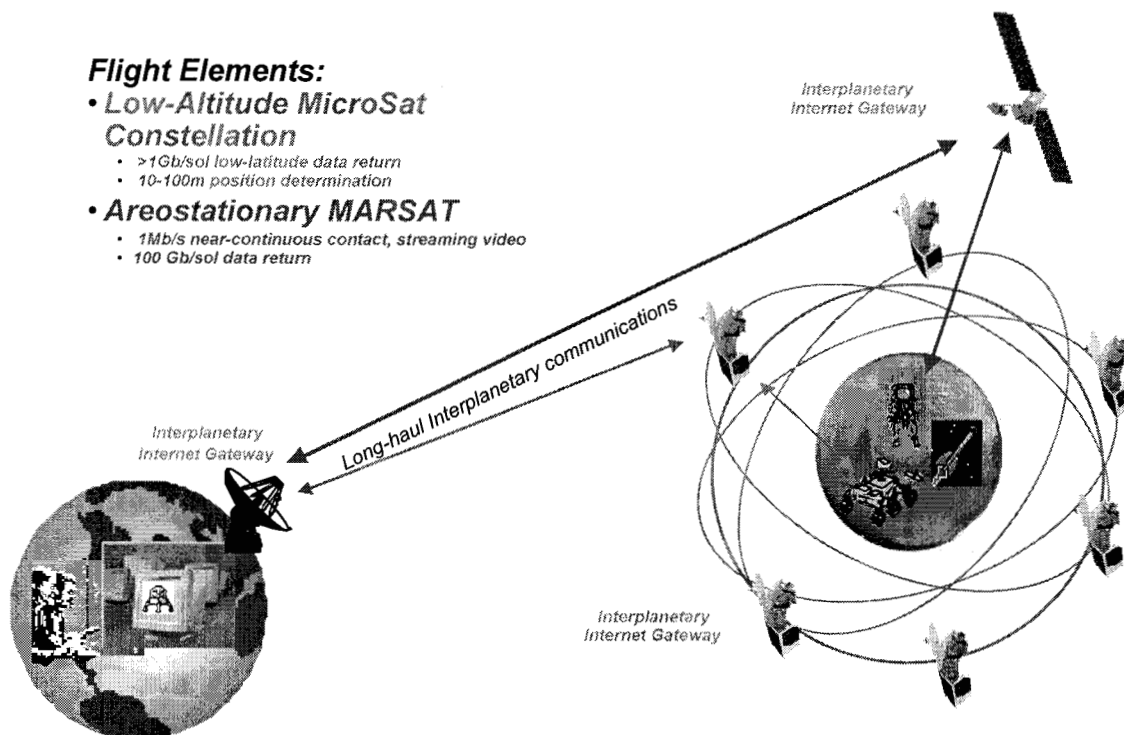 Flight Elements:
• Low-Altitude MicroSat
Constellation
• >1Gb/sol low-latitude data return
• 10-100m position determination
• Areostationary MARSAT
• 1Mb/s near-continuous contact, streaming video
• 100 Gb/sol data return
Interplanetary
Internet Gateway
Long-haul Interplanetary communications
Interplanetary
Internet Gateway
Interplanetary
Internet Gateway